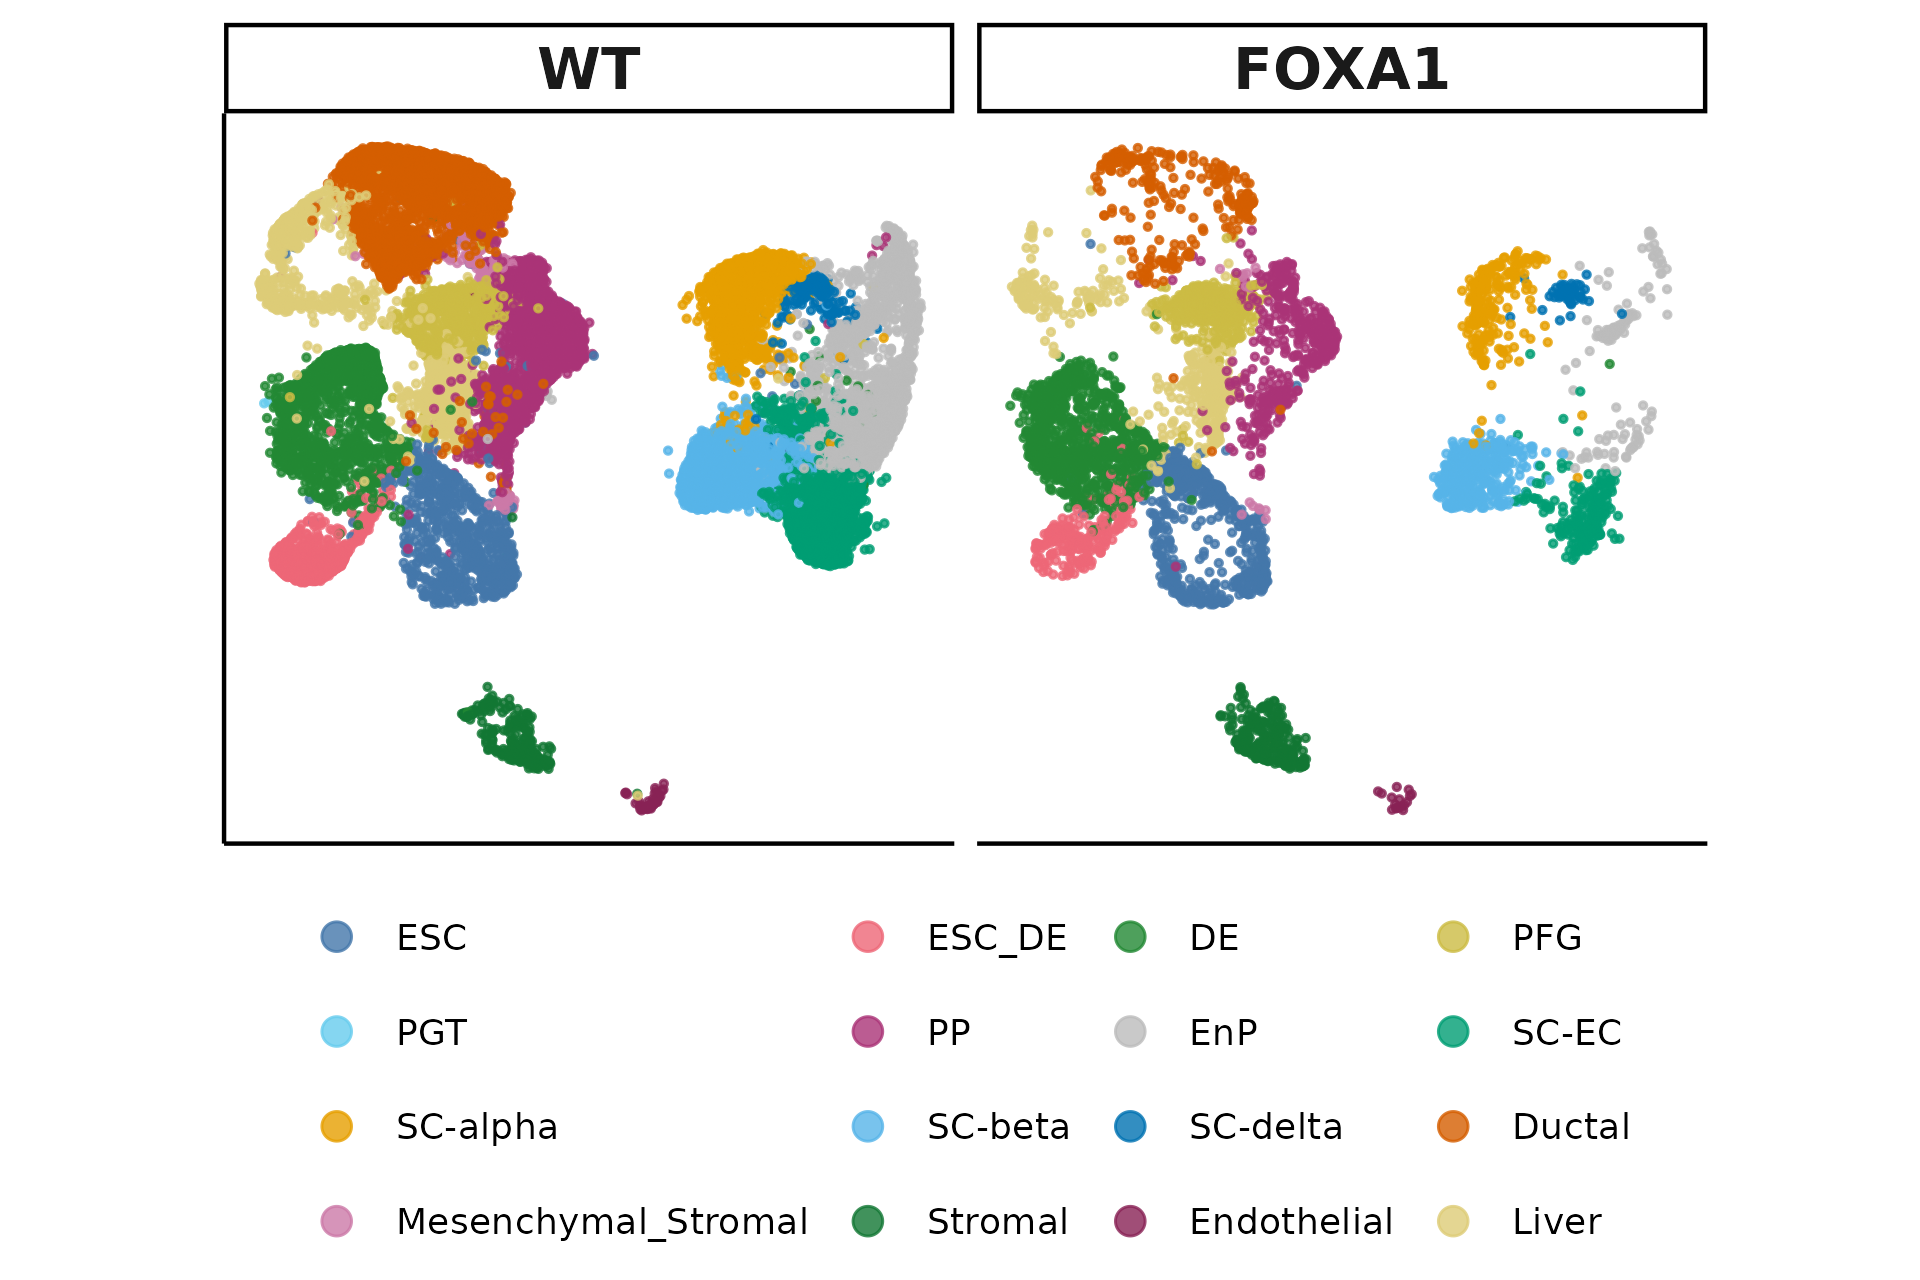 WT FOXA1
ESC ESC_DE DE PFG
PGT PP EnP SC-EC
SC-alpha SC-beta SC-delta Ductal
Mesenchymal_Stromal Stromal Endothelial Liver